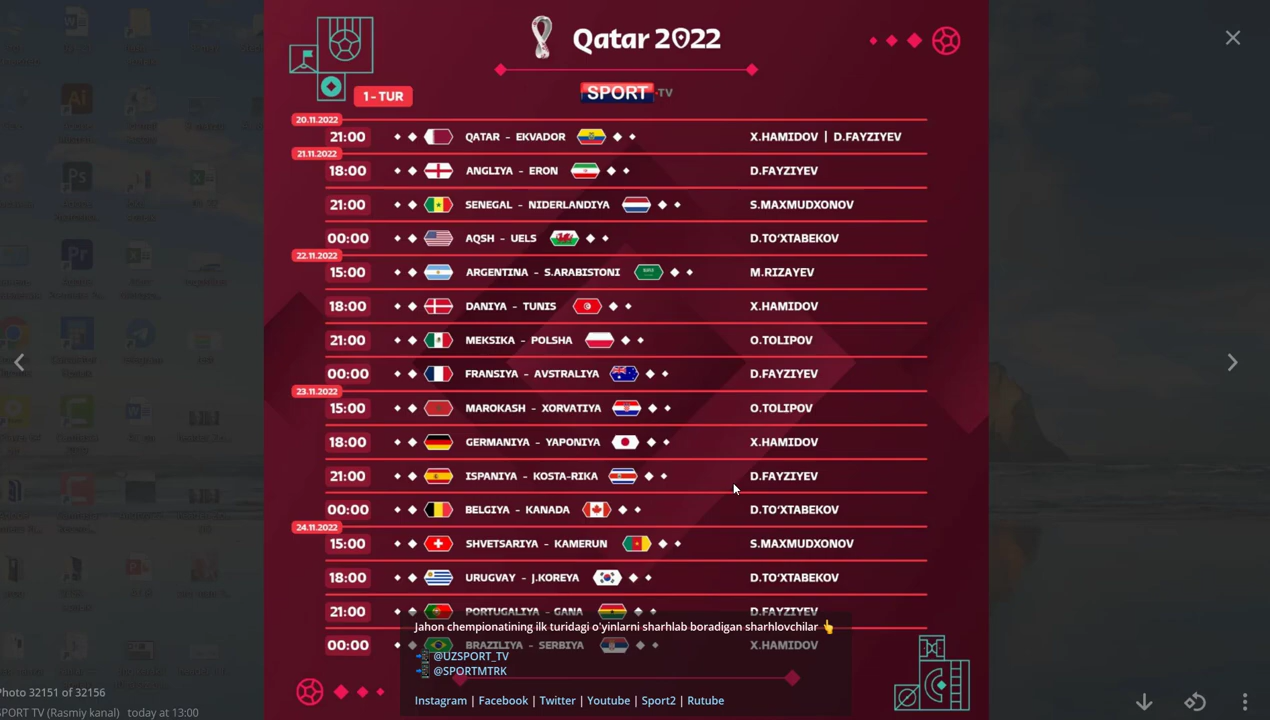 Qatar 2022
SPORT TV
1-TUR
20.11.2022
21:00 QATAR - EKVADOR X.HAMIDOV | D.FAYZIYEV
21.11.2022
18:00 ANGLIYA - ERON D.FAYZIYEV
21:00 SENEGAL - NIDERLANDIYA S.MAXMUDXONOV
00:00 AQSH - UELS D.TO‘XTABEKOV
22.11.2022
15:00 ARGENTINA - S.ARABISTONI M.RIZAYEV
18:00 DANIYA - TUNIS X.HAMIDOV
21:00 MEKSIKA - POLSHA O.TOLIPOV
00:00 FRANSIYA - AVSTRALIYA D.FAYZIYEV
23.11.2022
15:00 MAROKASH - XORVATIYA O.TOLIPOV
18:00 GERMANIYA - YAPONIYA X.HAMIDOV
21:00 ISPANIYA - KOSTA-RIKA D.FAYZIYEV
00:00 BELGIYA - KANADA D.TO‘XTABEKOV
24.11.2022
15:00 SHVETSARIYA - KAMERUN S.MAXMUDXONOV
18:00 URUGVAY - J.KOREYA D.TO‘XTABEKOV
21:00 PORTUGALIYA - GANA D.FAYZIYEV
Jahon chempionatining ilk turidagi o'yinlarni sharhlab boradigan sharhlovchilar 👆
00:00 BRAZILIYA - SERBIYA X.HAMIDOV
@UZSPORT_TV
@SPORTMTRK
Instagram | Facebook | Twitter | Youtube | Sport2 | Rutube
Photo 32151 of 32156
SPORT TV (Rasmiy kanal) today at 13:00